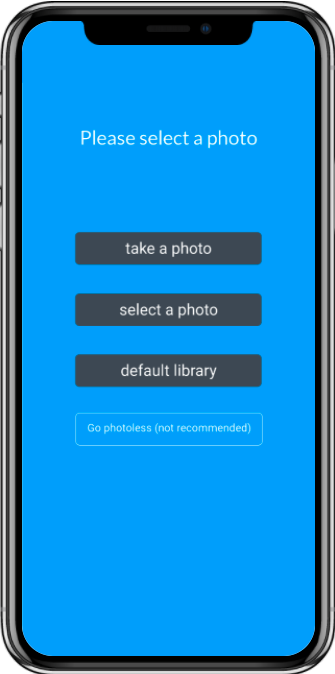 Please select a photo
take a photo
select a photo
default library
Go photoless (not recommended)